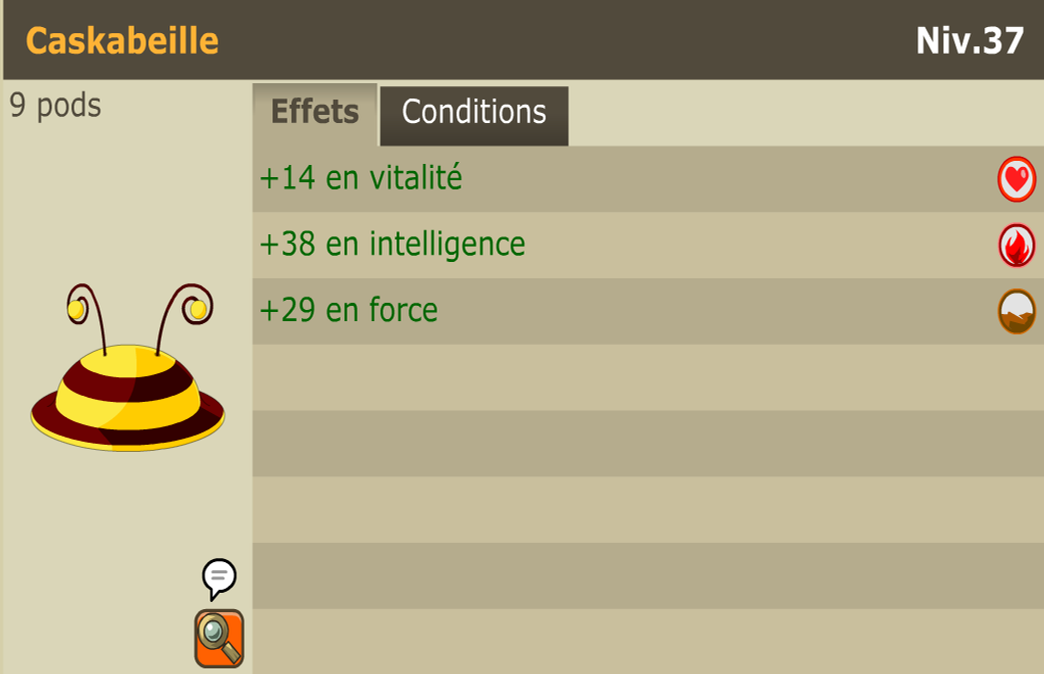 Caskabeille
Niv.37
9 pods
Effets
Conditions
+14 en vitalité
+38 en intelligence
+29 en force